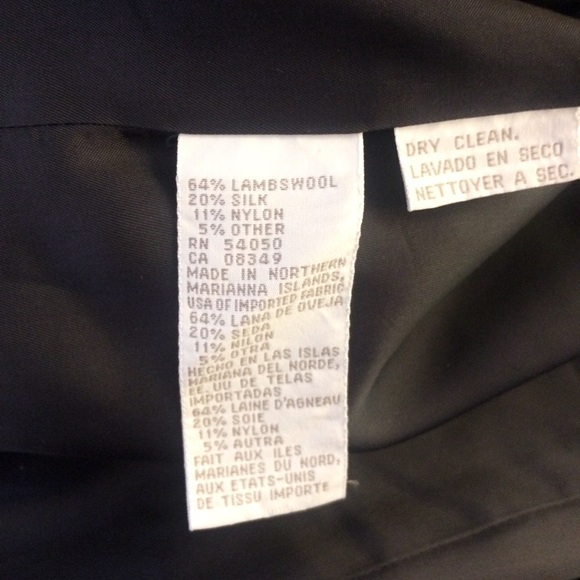 64% LAMBSWOOL
20% SILK
11% NYLON
5% OTHER
RN 54050
CA 08349
MADE IN NORTHERN
MARIANNA ISLANDS,
USA OF IMPORTED FABRIC
64% LANA DE OVEJA
20% SEDA
11% NILON
5% OTRA
HECHO EN LAS ISLAS
MARIANA DEL NORDE,
EE. UU DE TELAS
IMPORTADAS
64% LAINE D'AGNEAU
20% SOIE
11% NYLON
5% AUTRA
FAIT AUX ILES
MARIANES DU NORD,
AUX ETATS-UNIS
DE TISSU IMPORTE
DRY CLEAN.
LAVADO EN SECO
NETTOYER A SEC.